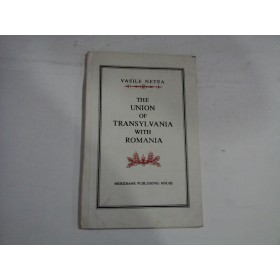 VASILE NETEA
THE
UNION
OF
TRANSYLVANIA
WITH
ROMANIA
MERIDIANE PUBLISHING HOUSE